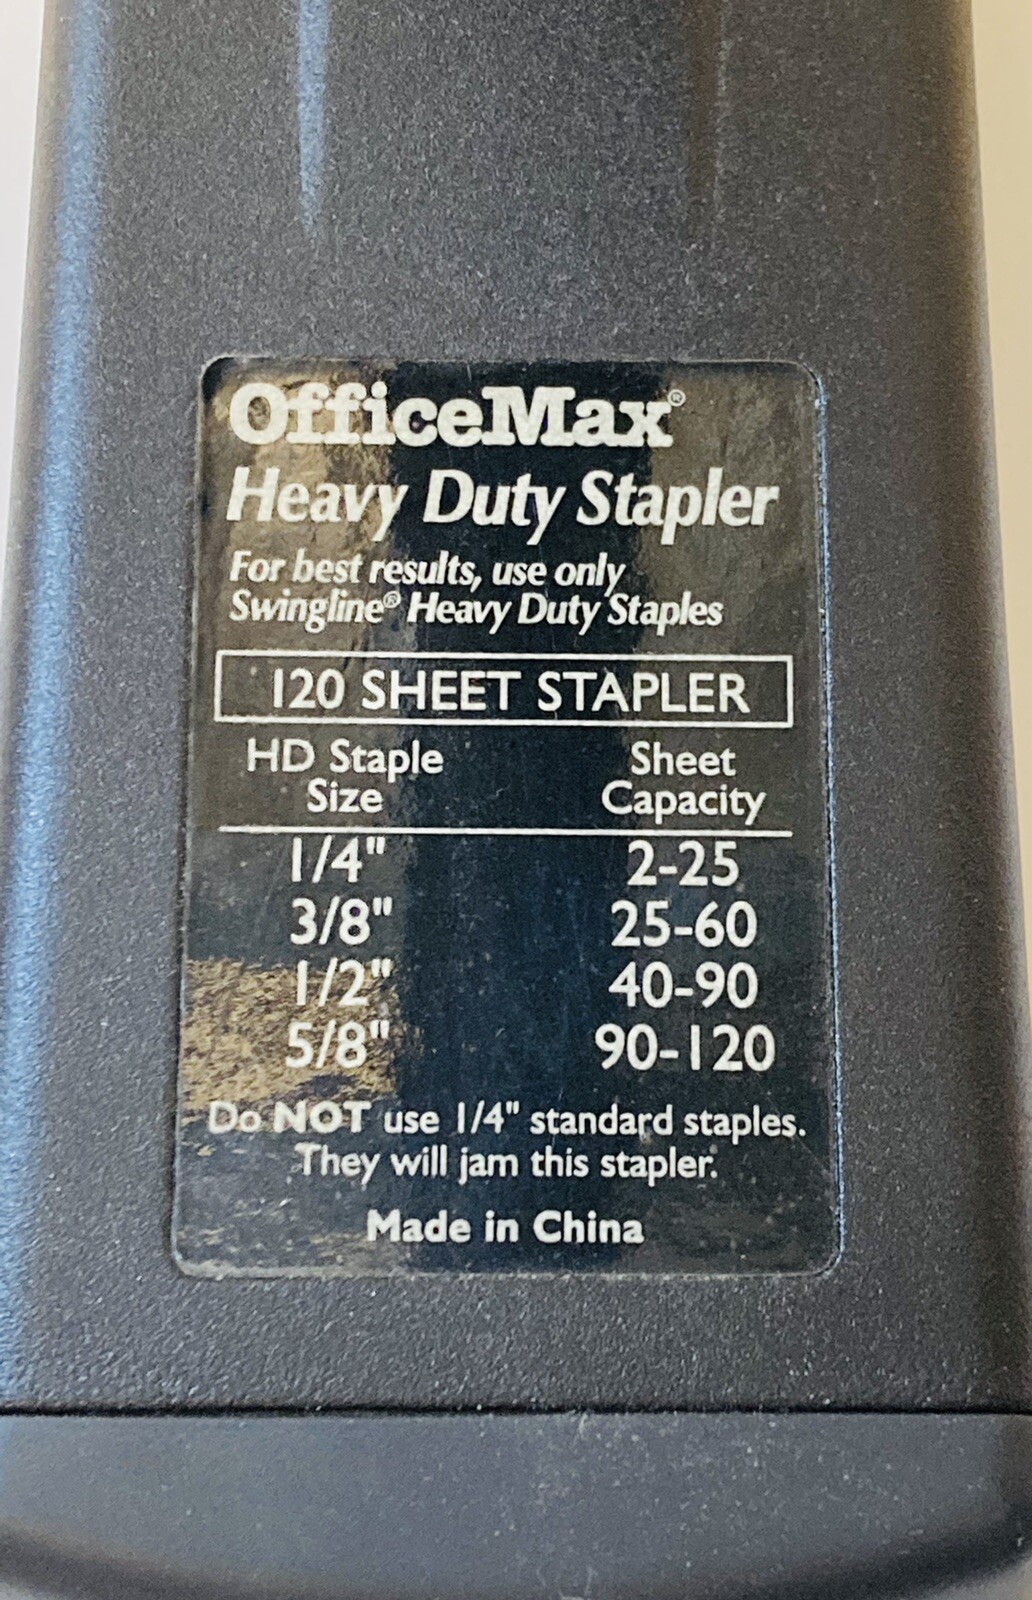 OfficeMax®
Heavy Duty Stapler
For best results, use only
Swingline® Heavy Duty Staples
120 SHEET STAPLER
HD Staple Size Sheet Capacity
1/4" 2-25
3/8" 25-60
1/2" 40-90
5/8" 90-120
Do NOT use 1/4" standard staples.
They will jam this stapler.
Made in China